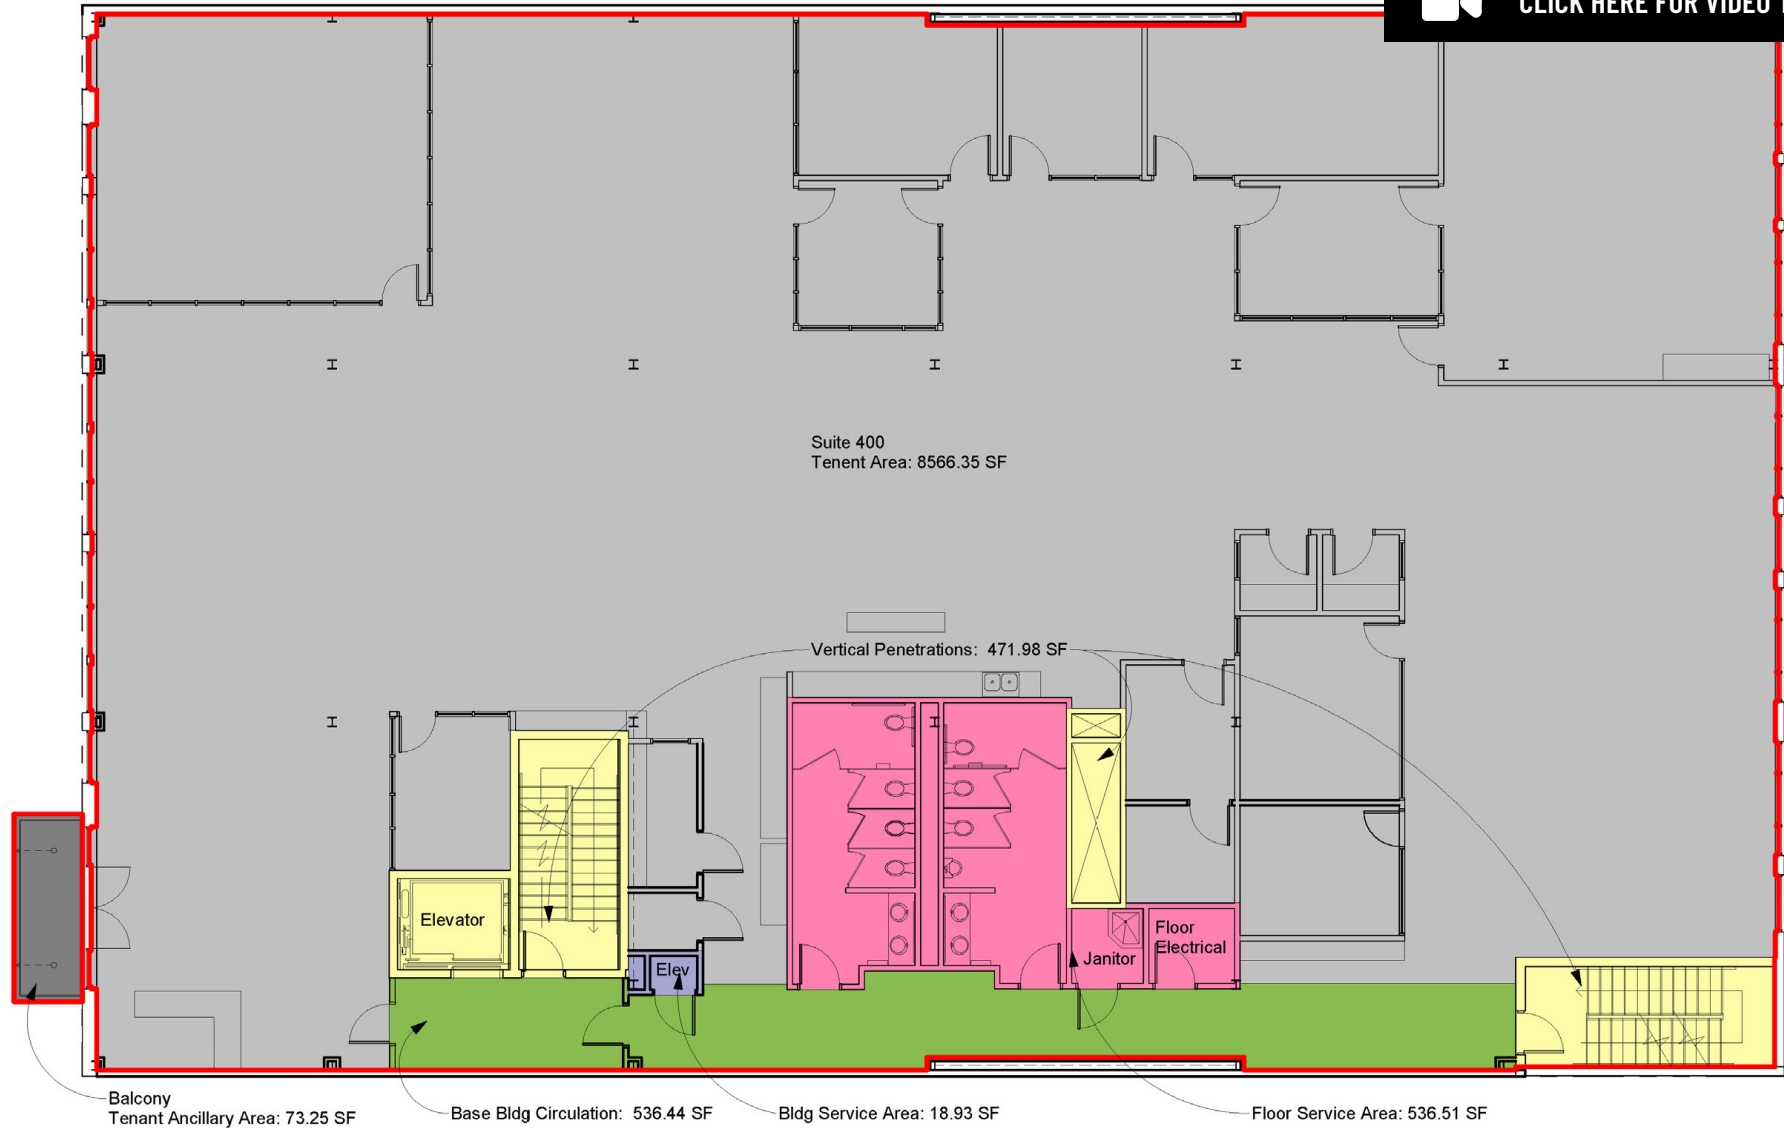 CLICK HERE FOR VIDEO
Suite 400
Tenent Area: 8566.35 SF
Vertical Penetrations: 471.98 SF
Elevator
Elev
Floor
Electrical
Janitor
Balcony
Tenant Ancillary Area: 73.25 SF
Base Bldg Circulation: 536.44 SF
Bldg Service Area: 18.93 SF
Floor Service Area: 536.51 SF